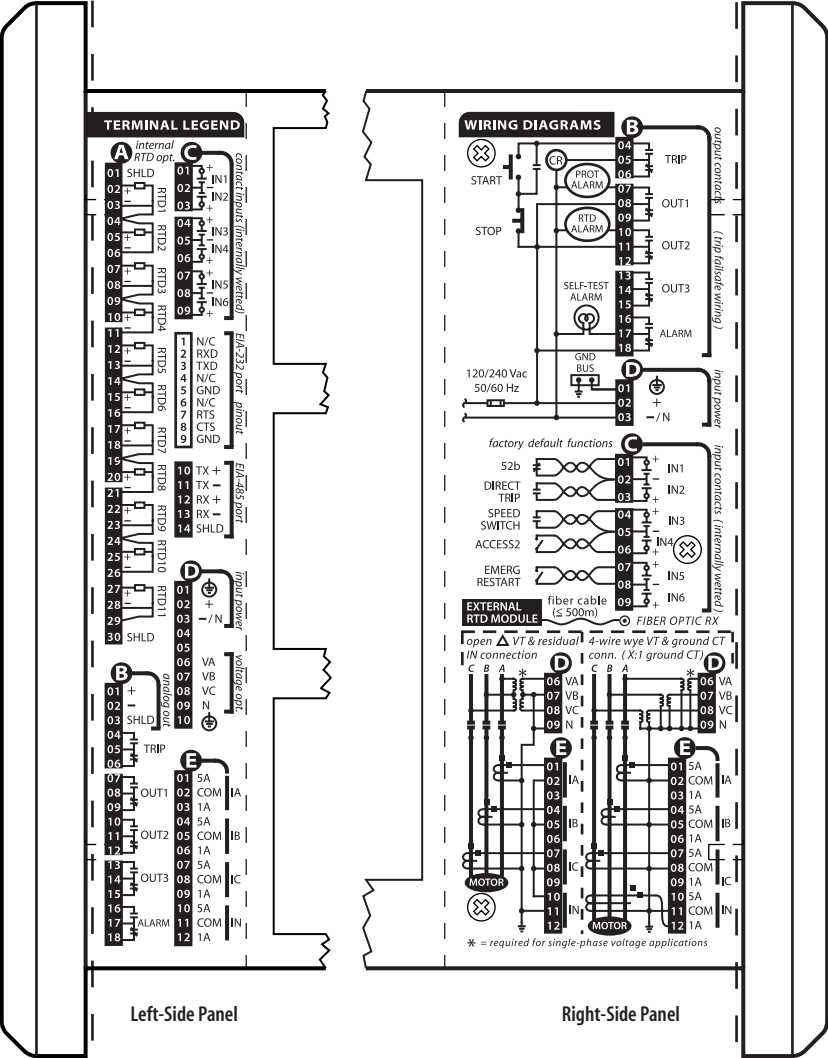 TERMINAL LEGEND
A
internal
RTD opt.
01 SHLD
02 +
03 −
RTD1
04
05 +
06 −
RTD2
07 +
08 −
09
RTD3
10 +
11 −
RTD4
12 +
13 −
14
RTD5
15 +
16 −
RTD6
17 +
18 −
19
RTD7
20 +
21 −
RTD8
22 +
23 −
24
RTD9
25 +
26 −
RTD10
27 +
28 −
29
RTD11
30 SHLD
B
analog out
01 +
02 −
03 SHLD
04
05
06
TRIP
07
08
09
OUT1
10
11
12
OUT2
13
14
15
OUT3
16
17
18
ALARM
C
contact inputs (internally wetted)
01 +
02 −
03 +
IN1
IN2
04 +
05 −
06 +
IN3
IN4
07 +
08 −
09 +
IN5
IN6
EIA-232 port pinout
1 N/C
2 RXD
3 TXD
4 N/C
5 GND
6 N/C
7 RTS
8 CTS
9 GND
EIA-485 port
10 TX +
11 TX −
12 RX +
13 RX −
14 SHLD
D
input power
01
02 +
03 −/N
04
05
voltage opt.
06 VA
07 VB
08 VC
09 N
10
E
01 5A
02 COM
03 1A
IA
04 5A
05 COM
06 1A
IB
07 5A
08 COM
09 1A
IC
10 5A
11 COM
12 1A
IN
WIRING DIAGRAMS
B
output contacts
(trip failsafe wiring)
START
STOP
CR
PROT
ALARM
RTD
ALARM
SELF-TEST
ALARM
04
05
06
TRIP
07
08
09
OUT1
10
11
12
OUT2
13
14
15
OUT3
16
17
18
ALARM
GND
BUS
120/240 Vac
50/60 Hz
D
input power
01
02 +
03 −/N
factory default functions
C
input contacts (internally wetted)
52b
DIRECT
TRIP
SPEED
SWITCH
ACCESS2
EMERG
RESTART
01 +
02 −
03 +
IN1
IN2
04 +
05 −
06 +
IN3
IN4
07 +
08 −
09 +
IN5
IN6
EXTERNAL
RTD MODULE
fiber cable
(≤ 500m)
FIBER OPTIC RX
open Δ VT & residual
IN connection
C B A
*
D
06 VA
07 VB
08 VC
09 N
E
01
02
03
IA
04
05
06
IB
07
08
09
IC
10
11
12
IN
MOTOR
4-wire wye VT & ground CT
conn. (X:1 ground CT)
C B A
*
D
06 VA
07 VB
08 VC
09 N
E
01 5A
02 COM
03 1A
IA
04 5A
05 COM
06 1A
IB
07 5A
08 COM
09 1A
IC
10 5A
11 COM
12 1A
IN
MOTOR
* = required for single-phase voltage applications
Left-Side Panel
Right-Side Panel